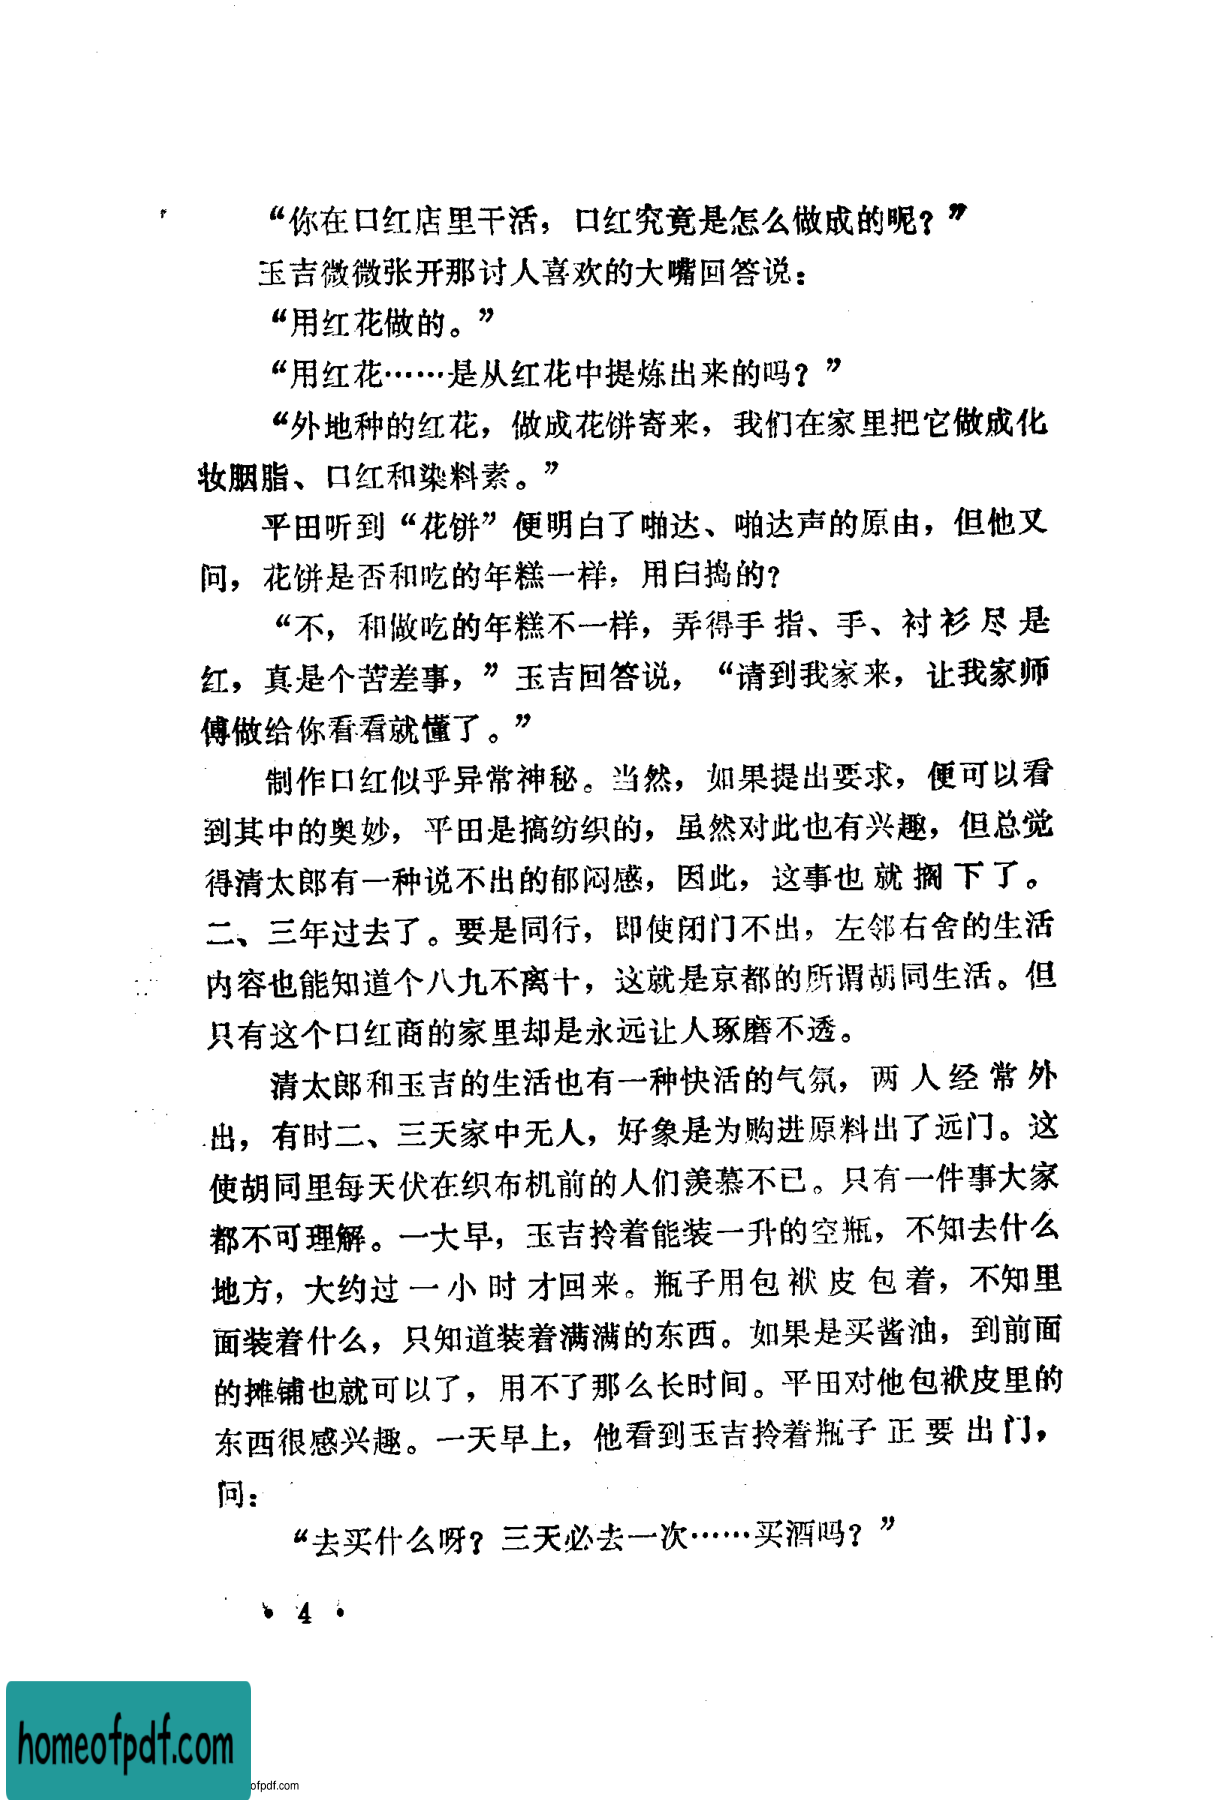 “你在口红店里干活，口红究竟是怎么做成的呢？”
玉吉微微张开那讨人喜欢的大嘴回答说：
“用红花做的。”
“用红花……是从红花中提炼出来的吗？”
“外地种的红花，做成花饼寄来，我们在家里把它做成化
妆胭脂、口红和染料素。”
平田听到“花饼”便明白了啪达、啪达声的原由，但他又
问，花饼是否和吃的年糕一样，用臼捣的？
“不，和做吃的年糕不一样，弄得手指、手、衬衫尽是
红，真是个苦差事，”玉吉回答说，“请到我家来，让我家师
傅做给你看看就懂了。”
制作口红似乎异常神秘。当然，如果提出要求，便可以看
到其中的奥妙，平田是搞纺织的，虽然对此也有兴趣，但总觉
得清太郎有一种说不出的郁闷感，因此，这事也就搁下了。
二、三年过去了。要是同行，即使闭门不出，左邻右舍的生活
内容也能知道个八九不离十，这就是京都的所谓胡同生活。但
只有这个口红商的家里却是永远让人琢磨不透。
清太郎和玉吉的生活也有一种快活的气氛，两人经常外
出，有时二、三天家中无人，好象是为购进原料出了远门。这
使胡同里每天伏在织布机前的人们羡慕不已。只有一件事大家
都不可理解。一大早，玉吉拎着能装一升的空瓶，不知去什么
地方，大约过一小时才回来。瓶子用包袱皮包着，不知里
面装着什么，只知道装着满满的东西。如果是买酱油，到前面
的摊铺也就可以了，用不了那么长时间。平田对他包袱皮里的
东西很感兴趣。一天早上，他看到玉吉拎着瓶子正要出门，
问：
“去买什么呀？三天必去一次……买酒吗？”
• 4 •
homeofpdf.com
ofpdf.com